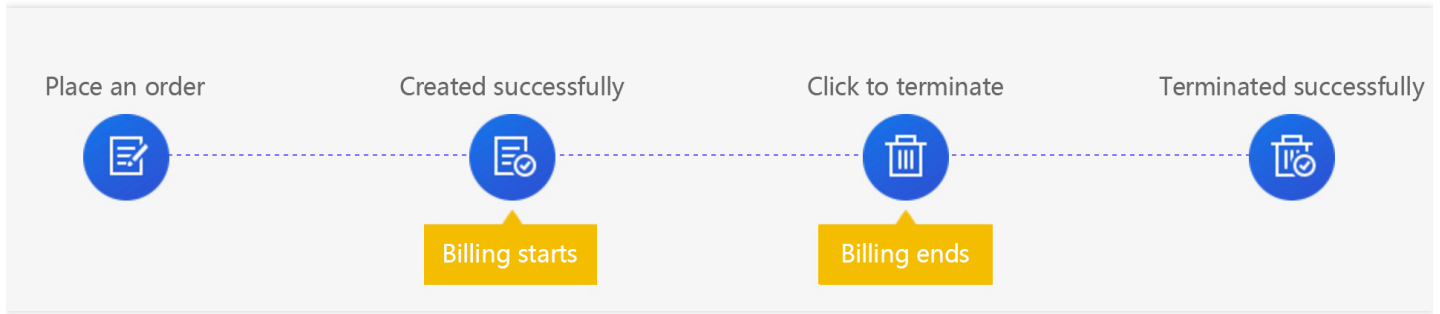 Place an order
Created successfully
Click to terminate
Terminated successfully
Billing starts
Billing ends